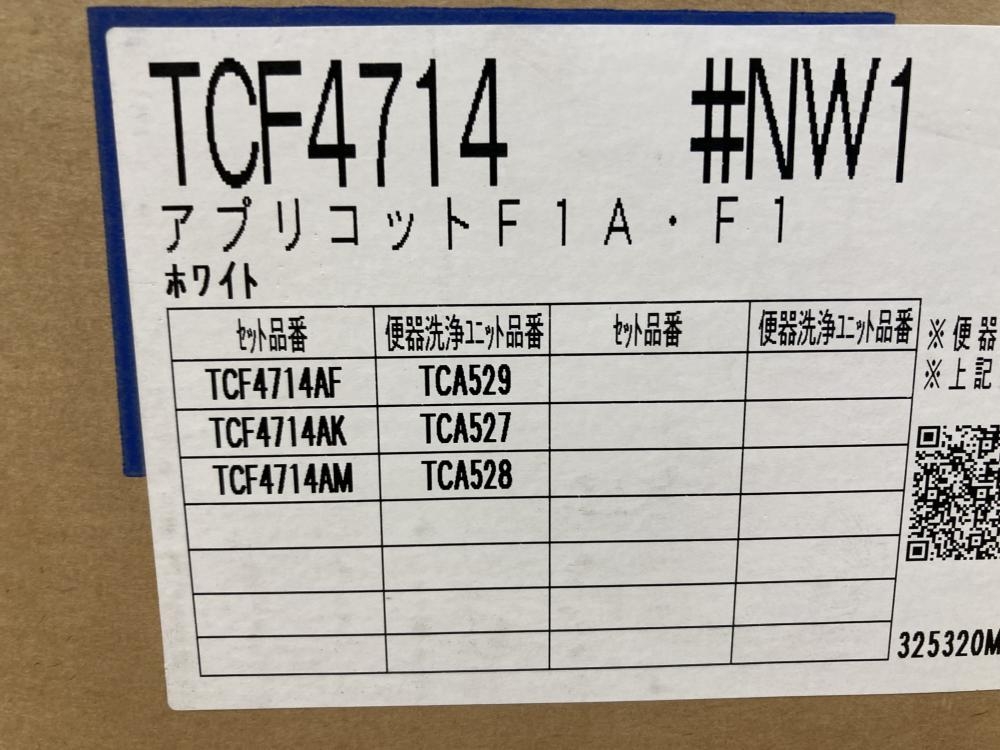 TCF4714 #NW1
アプリコットF1A・F1
ホワイト
ｾｯﾄ品番 便器洗浄ﾕﾆｯﾄ品番 ｾｯﾄ品番 便器洗浄ﾕﾆｯﾄ品番
※便器
※上記
TCF4714AF TCA529
TCF4714AK TCA527
TCF4714AM TCA528
325320M